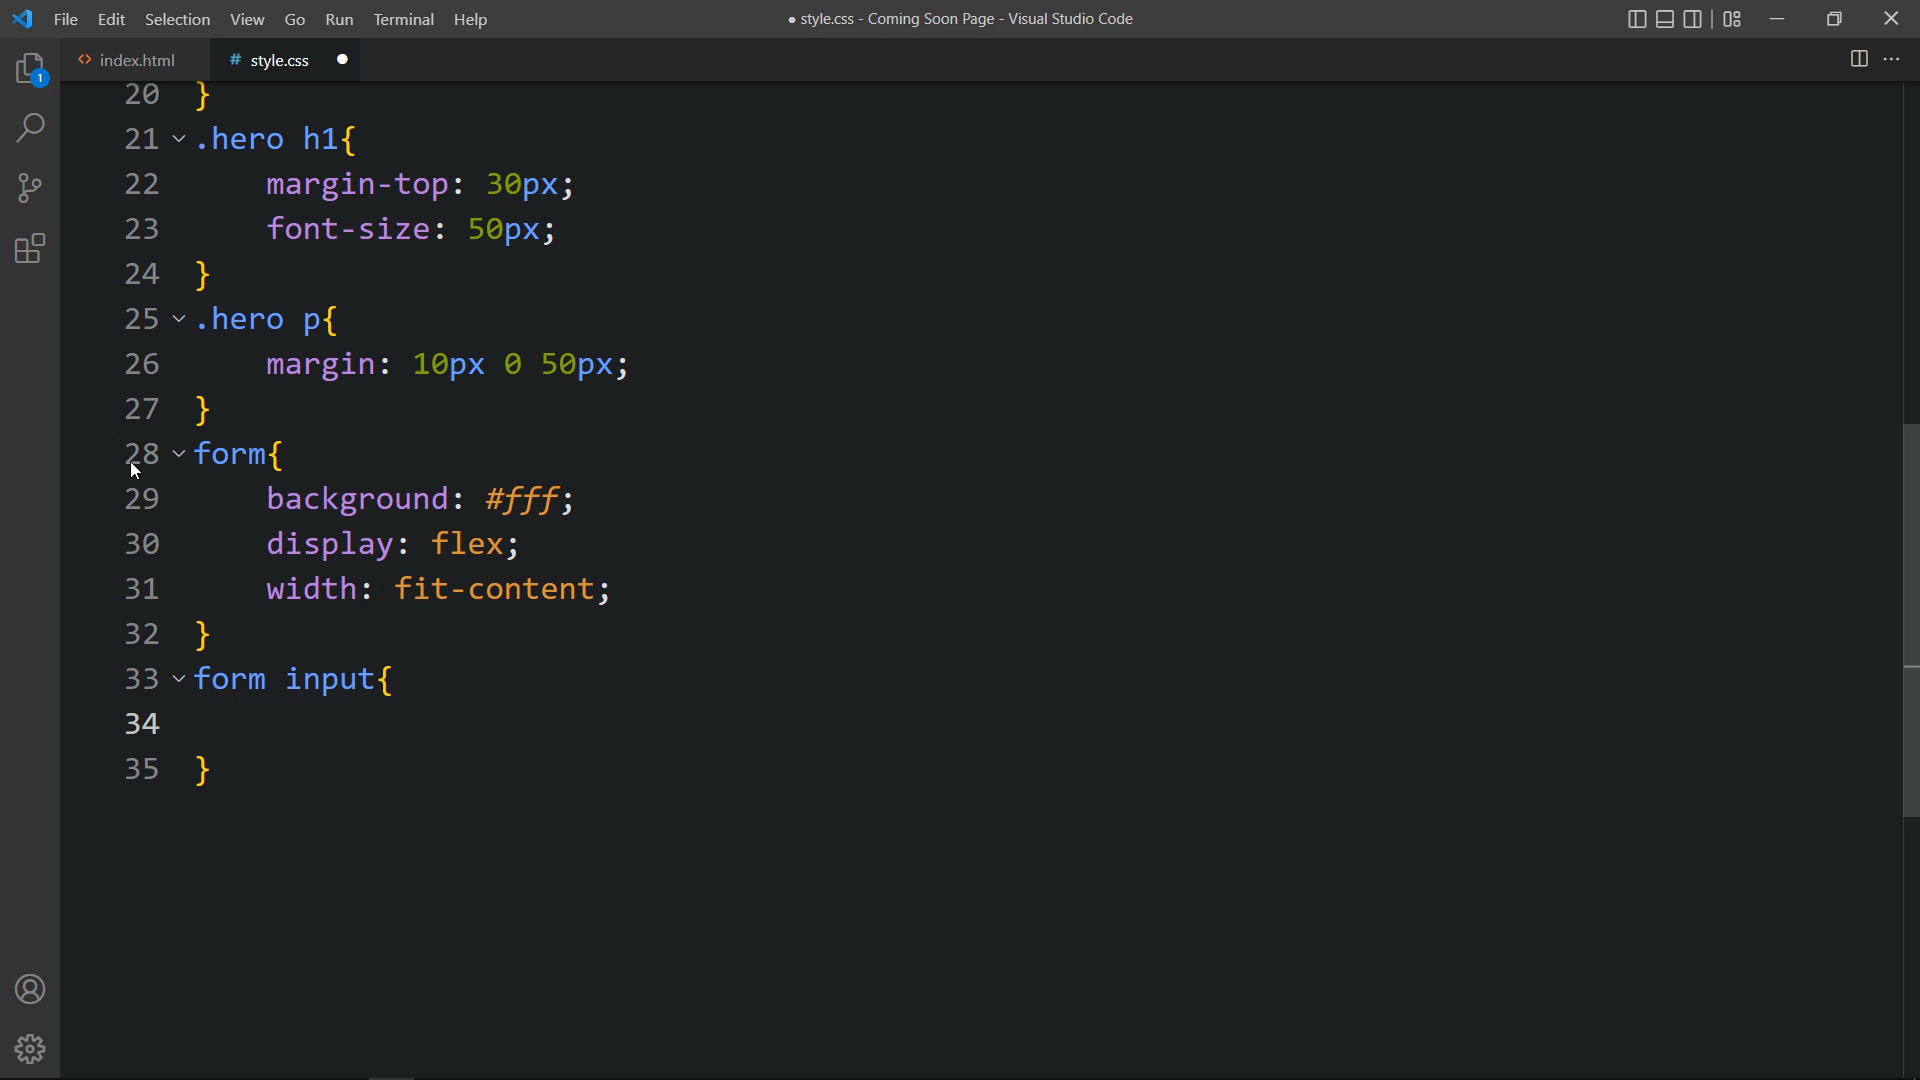 File Edit Selection View Go Run Terminal Help ● style.css - Coming Soon Page - Visual Studio Code
<> index.html # style.css ●
1
20 }
21 .hero h1{
22 margin-top: 30px;
23 font-size: 50px;
24 }
25 .hero p{
26 margin: 10px 0 50px;
27 }
28 form{
29 background: #fff;
30 display: flex;
31 width: fit-content;
32 }
33 form input{
34
35 }